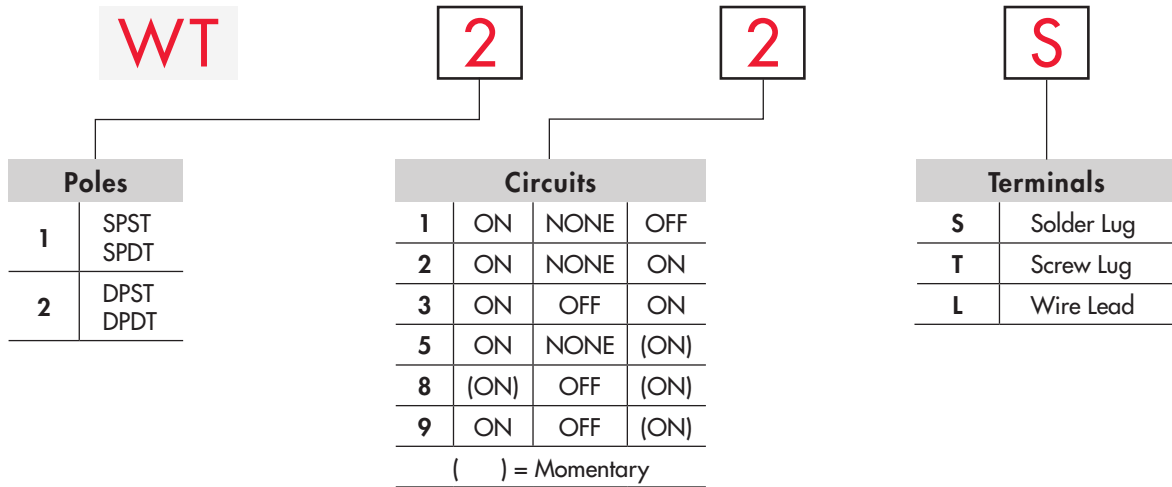 WT 2 2 S
Poles
1 SPST
SPDT
2 DPST
DPDT
Circuits
1 ON NONE OFF
2 ON NONE ON
3 ON OFF ON
5 ON NONE (ON)
8 (ON) OFF (ON)
9 ON OFF (ON)
( ) = Momentary
Terminals
S Solder Lug
T Screw Lug
L Wire Lead